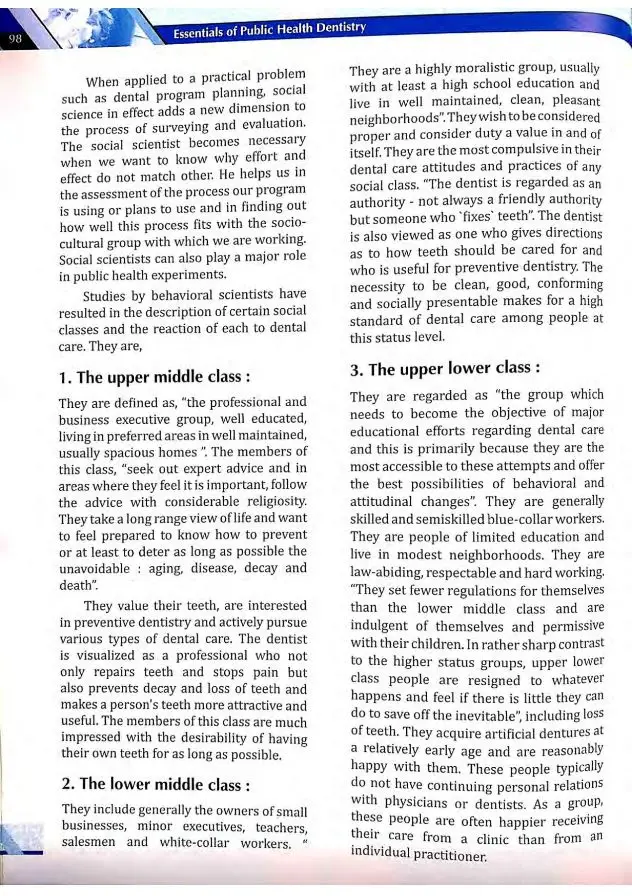 98
Essentials of Public Health Dentistry
When applied to a practical problem
such as dental program planning, social
science in effect adds a new dimension to
the process of surveying and evaluation.
The social scientist becomes necessary
when we want to know why effort and
effect do not match other. He helps us in
the assessment of the process our program
is using or plans to use and in finding out
how well this process fits with the socio-
cultural group with which we are working.
Social scientists can also play a major role
in public health experiments.
Studies by behavioral scientists have
resulted in the description of certain social
classes and the reaction of each to dental
care. They are,
1. The upper middle class :
They are defined as, "the professional and
business executive group, well educated,
living in preferred areas in well maintained,
usually spacious homes ". The members of
this class, "seek out expert advice and in
areas where they feel it is important, follow
the advice with considerable religiosity.
They take a long range view of life and want
to feel prepared to know how to prevent
or at least to deter as long as possible the
unavoidable : aging, disease, decay and
death".
They value their teeth, are interested
in preventive dentistry and actively pursue
various types of dental care. The dentist
is visualized as a professional who not
only repairs teeth and stops pain but
also prevents decay and loss of teeth and
makes a person's teeth more attractive and
useful. The members of this class are much
impressed with the desirability of having
their own teeth for as long as possible.
2. The lower middle class :
They include generally the owners of small
businesses, minor executives, teachers,
salesmen and white-collar workers. "
They are a highly moralistic group, usually
with at least a high school education and
live in well maintained, clean, pleasant
neighborhoods". They wish to be considered
proper and consider duty a value in and of
itself. They are the most compulsive in their
dental care attitudes and practices of any
social class. "The dentist is regarded as an
authority - not always a friendly authority
but someone who `fixes` teeth". The dentist
is also viewed as one who gives directions
as to how teeth should be cared for and
who is useful for preventive dentistry. The
necessity to be clean, good, conforming
and socially presentable makes for a high
standard of dental care among people at
this status level.
3. The upper lower class :
They are regarded as "the group which
needs to become the objective of major
educational efforts regarding dental care
and this is primarily because they are the
most accessible to these attempts and offer
the best possibilities of behavioral and
attitudinal changes". They are generally
skilled and semiskilled blue-collar workers.
They are people of limited education and
live in modest neighborhoods. They are
law-abiding, respectable and hard working.
"They set fewer regulations for themselves
than the lower middle class and are
indulgent of themselves and permissive
with their children. In rather sharp contrast
to the higher status groups, upper lower
class people are resigned to whatever
happens and feel if there is little they can
do to save off the inevitable", including loss
of teeth. They acquire artificial dentures at
a relatively early age and are reasonably
happy with them. These people typically
do not have continuing personal relations
with physicians or dentists. As a group,
these people are often happier receiving
their care from a clinic than from an
individual practitioner.